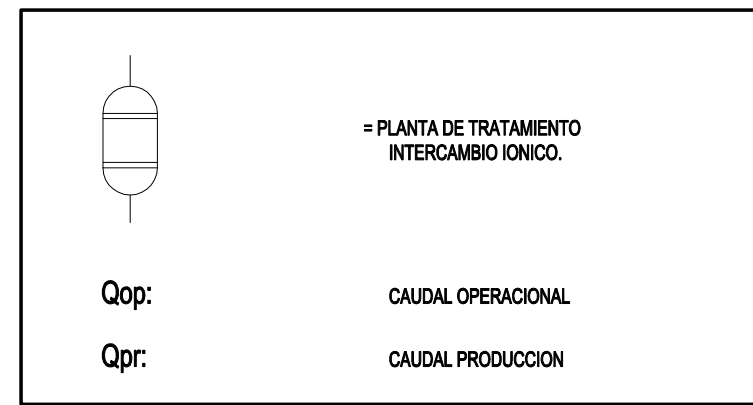 = PLANTA DE TRATAMIENTO
INTERCAMBIO IONICO.
Qop: CAUDAL OPERACIONAL
Qpr: CAUDAL PRODUCCION